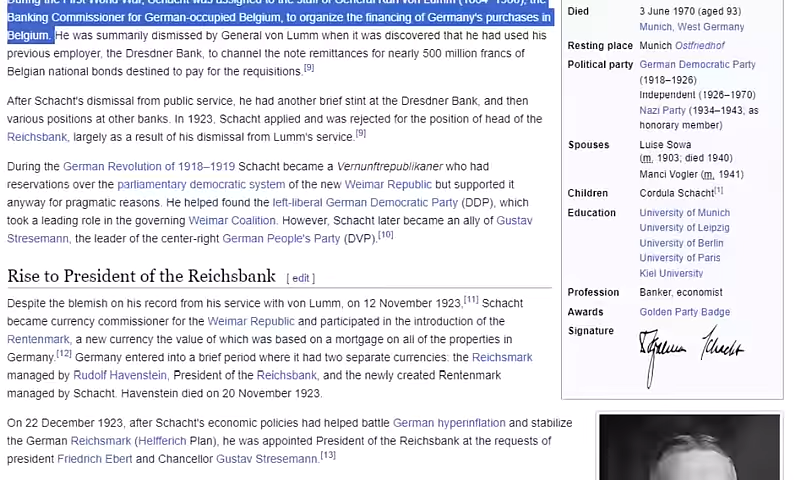 Banking Commissioner for German-occupied Belgium, to organize the financing of Germany's purchases in
Belgium. He was summarily dismissed by General von Lumm when it was discovered that he had used his
previous employer, the Dresdner Bank, to channel the note remittances for nearly 500 million francs of
Belgian national bonds destined to pay for the requisitions.[9]
After Schacht's dismissal from public service, he had another brief stint at the Dresdner Bank, and then
various positions at other banks. In 1923, Schacht applied and was rejected for the position of head of the
Reichsbank, largely as a result of his dismissal from Lumm's service.[9]
During the German Revolution of 1918–1919 Schacht became a Vernunftrepublikaner who had
reservations over the parliamentary democratic system of the new Weimar Republic but supported it
anyway for pragmatic reasons. He helped found the left-liberal German Democratic Party (DDP), which
took a leading role in the governing Weimar Coalition. However, Schacht later became an ally of Gustav
Stresemann, the leader of the center-right German People's Party (DVP).[10]
Rise to President of the Reichsbank [ edit ]
Despite the blemish on his record from his service with von Lumm, on 12 November 1923,[11] Schacht
became currency commissioner for the Weimar Republic and participated in the introduction of the
Rentenmark, a new currency the value of which was based on a mortgage on all of the properties in
Germany.[12] Germany entered into a brief period where it had two separate currencies: the Reichsmark
managed by Rudolf Havenstein, President of the Reichsbank, and the newly created Rentenmark
managed by Schacht. Havenstein died on 20 November 1923.
On 22 December 1923, after Schacht's economic policies had helped battle German hyperinflation and stabilize
the German Reichsmark (Helfferich Plan), he was appointed President of the Reichsbank at the requests of
president Friedrich Ebert and Chancellor Gustav Stresemann.[13]
Died 3 June 1970 (aged 93)
Munich, West Germany
Resting place Munich Ostfriedhof
Political party German Democratic Party
(1918–1926)
Independent (1926–1970)
Nazi Party (1934–1943, as
honorary member)
Spouses Luise Sowa
(m. 1903; died 1940)
Manci Vogler (m. 1941)
Children Cordula Schacht[1]
Education University of Munich
University of Leipzig
University of Berlin
University of Paris
Kiel University
Profession Banker, economist
Awards Golden Party Badge
Signature